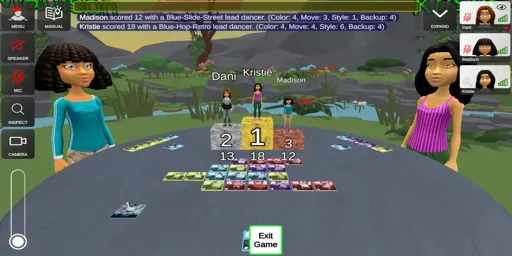 Madison scored 12 with a Blue-Slide-Street lead dancer. (Color: 4, Move: 3, Style: 1, Backup: 4)
Kristie scored 18 with a Blue-Hop-Retro lead dancer. (Color: 4, Move: 4, Style: 6, Backup: 4)
MENU
MANUAL
EXPAND
SPEAKER
MIC
INSPECT
CAMERA
Dani
Madison
Kristie
Dani
Kristie
Madison
2
1
3
13
18
12
Exit
Game